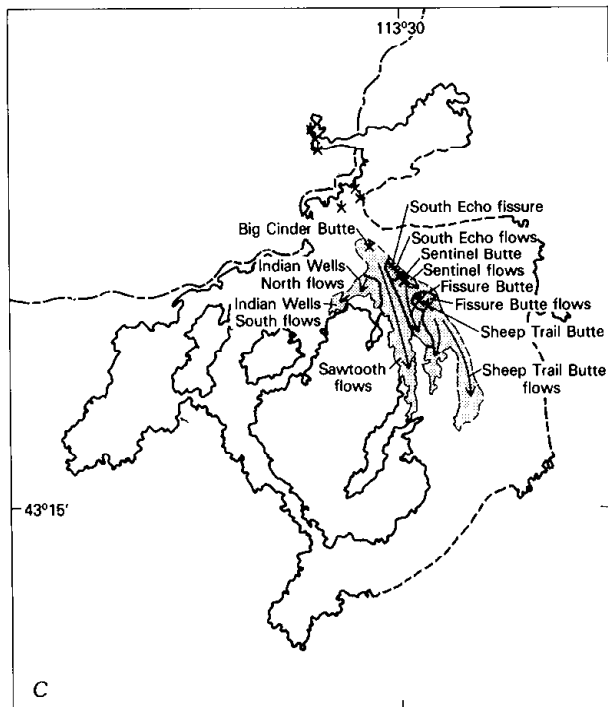 113°30
South Echo fissure
South Echo flows
Big Cinder Butte
Sentinel Butte
Sentinel flows
Indian Wells
North flows
Fissure Butte
Fissure Butte flows
Indian Wells
South flows
Sheep Trail Butte
Sawtooth
flows
Sheep Trail Butte
flows
43°15'
C